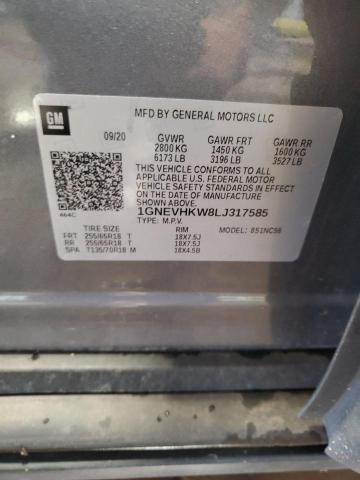 GM
MFD BY GENERAL MOTORS LLC
09/20 GVWR GAWR FRT GAWR RR
2800 KG 1450 KG 1600 KG
6173 LB 3196 LB 3527 LB
THIS VEHICLE CONFORMS TO ALL
APPLICABLE U.S. FEDERAL MOTOR
VEHICLE SAFETY STANDARDS IN EFFECT
ON THE DATE OF MANUFACTURE
SHOWN ABOVE.
464C 1GNEVHKW8LJ317585
TYPE: M.P.V.
TIRE SIZE RIM MODEL: 851NC56
FRT 255/65R18 T 18X7.5J
RR 255/65R18 T 18X7.5J
SPA T135/70R18 M 18X4.5B